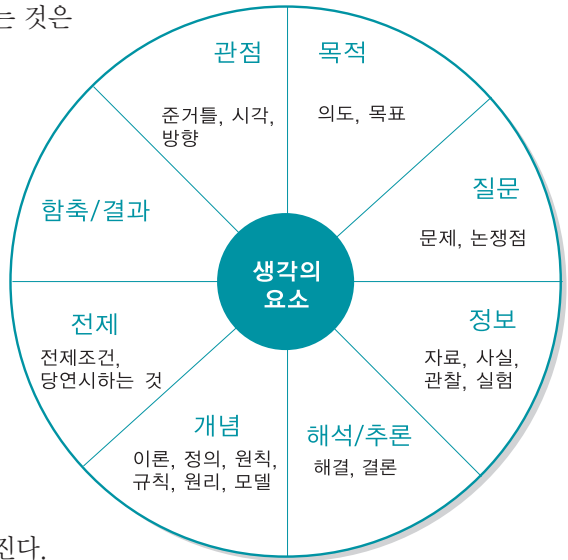 는 것은
관점
준거틀, 시각,
방향
목적
의도, 목표
질문
문제, 논쟁점
정보
자료, 사실,
관찰, 실험
해석/추론
해결, 결론
개념
이론, 정의, 원칙,
규칙, 원리, 모델
전제
전제조건,
당연시하는 것
함축/결과
생각의
요소
진다.